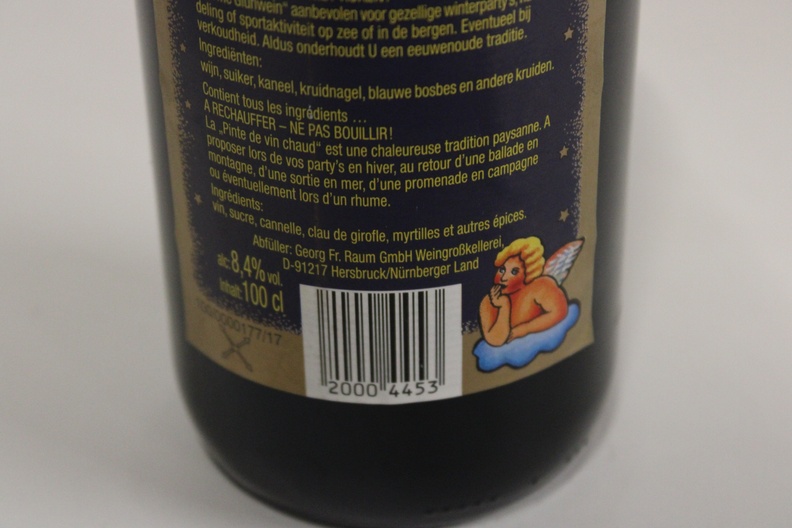 Glühwein" aanbevolen voor gezellige winterparty's,
deling of sportaktiviteit op zee of in de bergen. Eventueel bij
verkoudheid. Aldus onderhoudt U een eeuwenoude traditie.
Ingrediënten:
wijn, suiker, kaneel, kruidnagel, blauwe bosbes en andere kruiden.
Contient tous les ingrédients ...
A RECHAUFFER – NE PAS BOUILLIR!
La „Pinte de vin chaud" est une chaleureuse tradition paysanne. A
proposer lors de vos party's en hiver, au retour d'une ballade en
montagne, d'une sortie en mer, d'une promenade en campagne
ou éventuellement lors d'un rhume.
Ingrédients:
vin, sucre, cannelle, clau de girofle, myrtilles et autres épices.
Abfüller: Georg Fr. Raum GmbH Weingroßkellerei,
D-91217 Hersbruck/Nürnberger Land
alc. 8,4% vol.
Inhalt: 100 cl
2000 4453